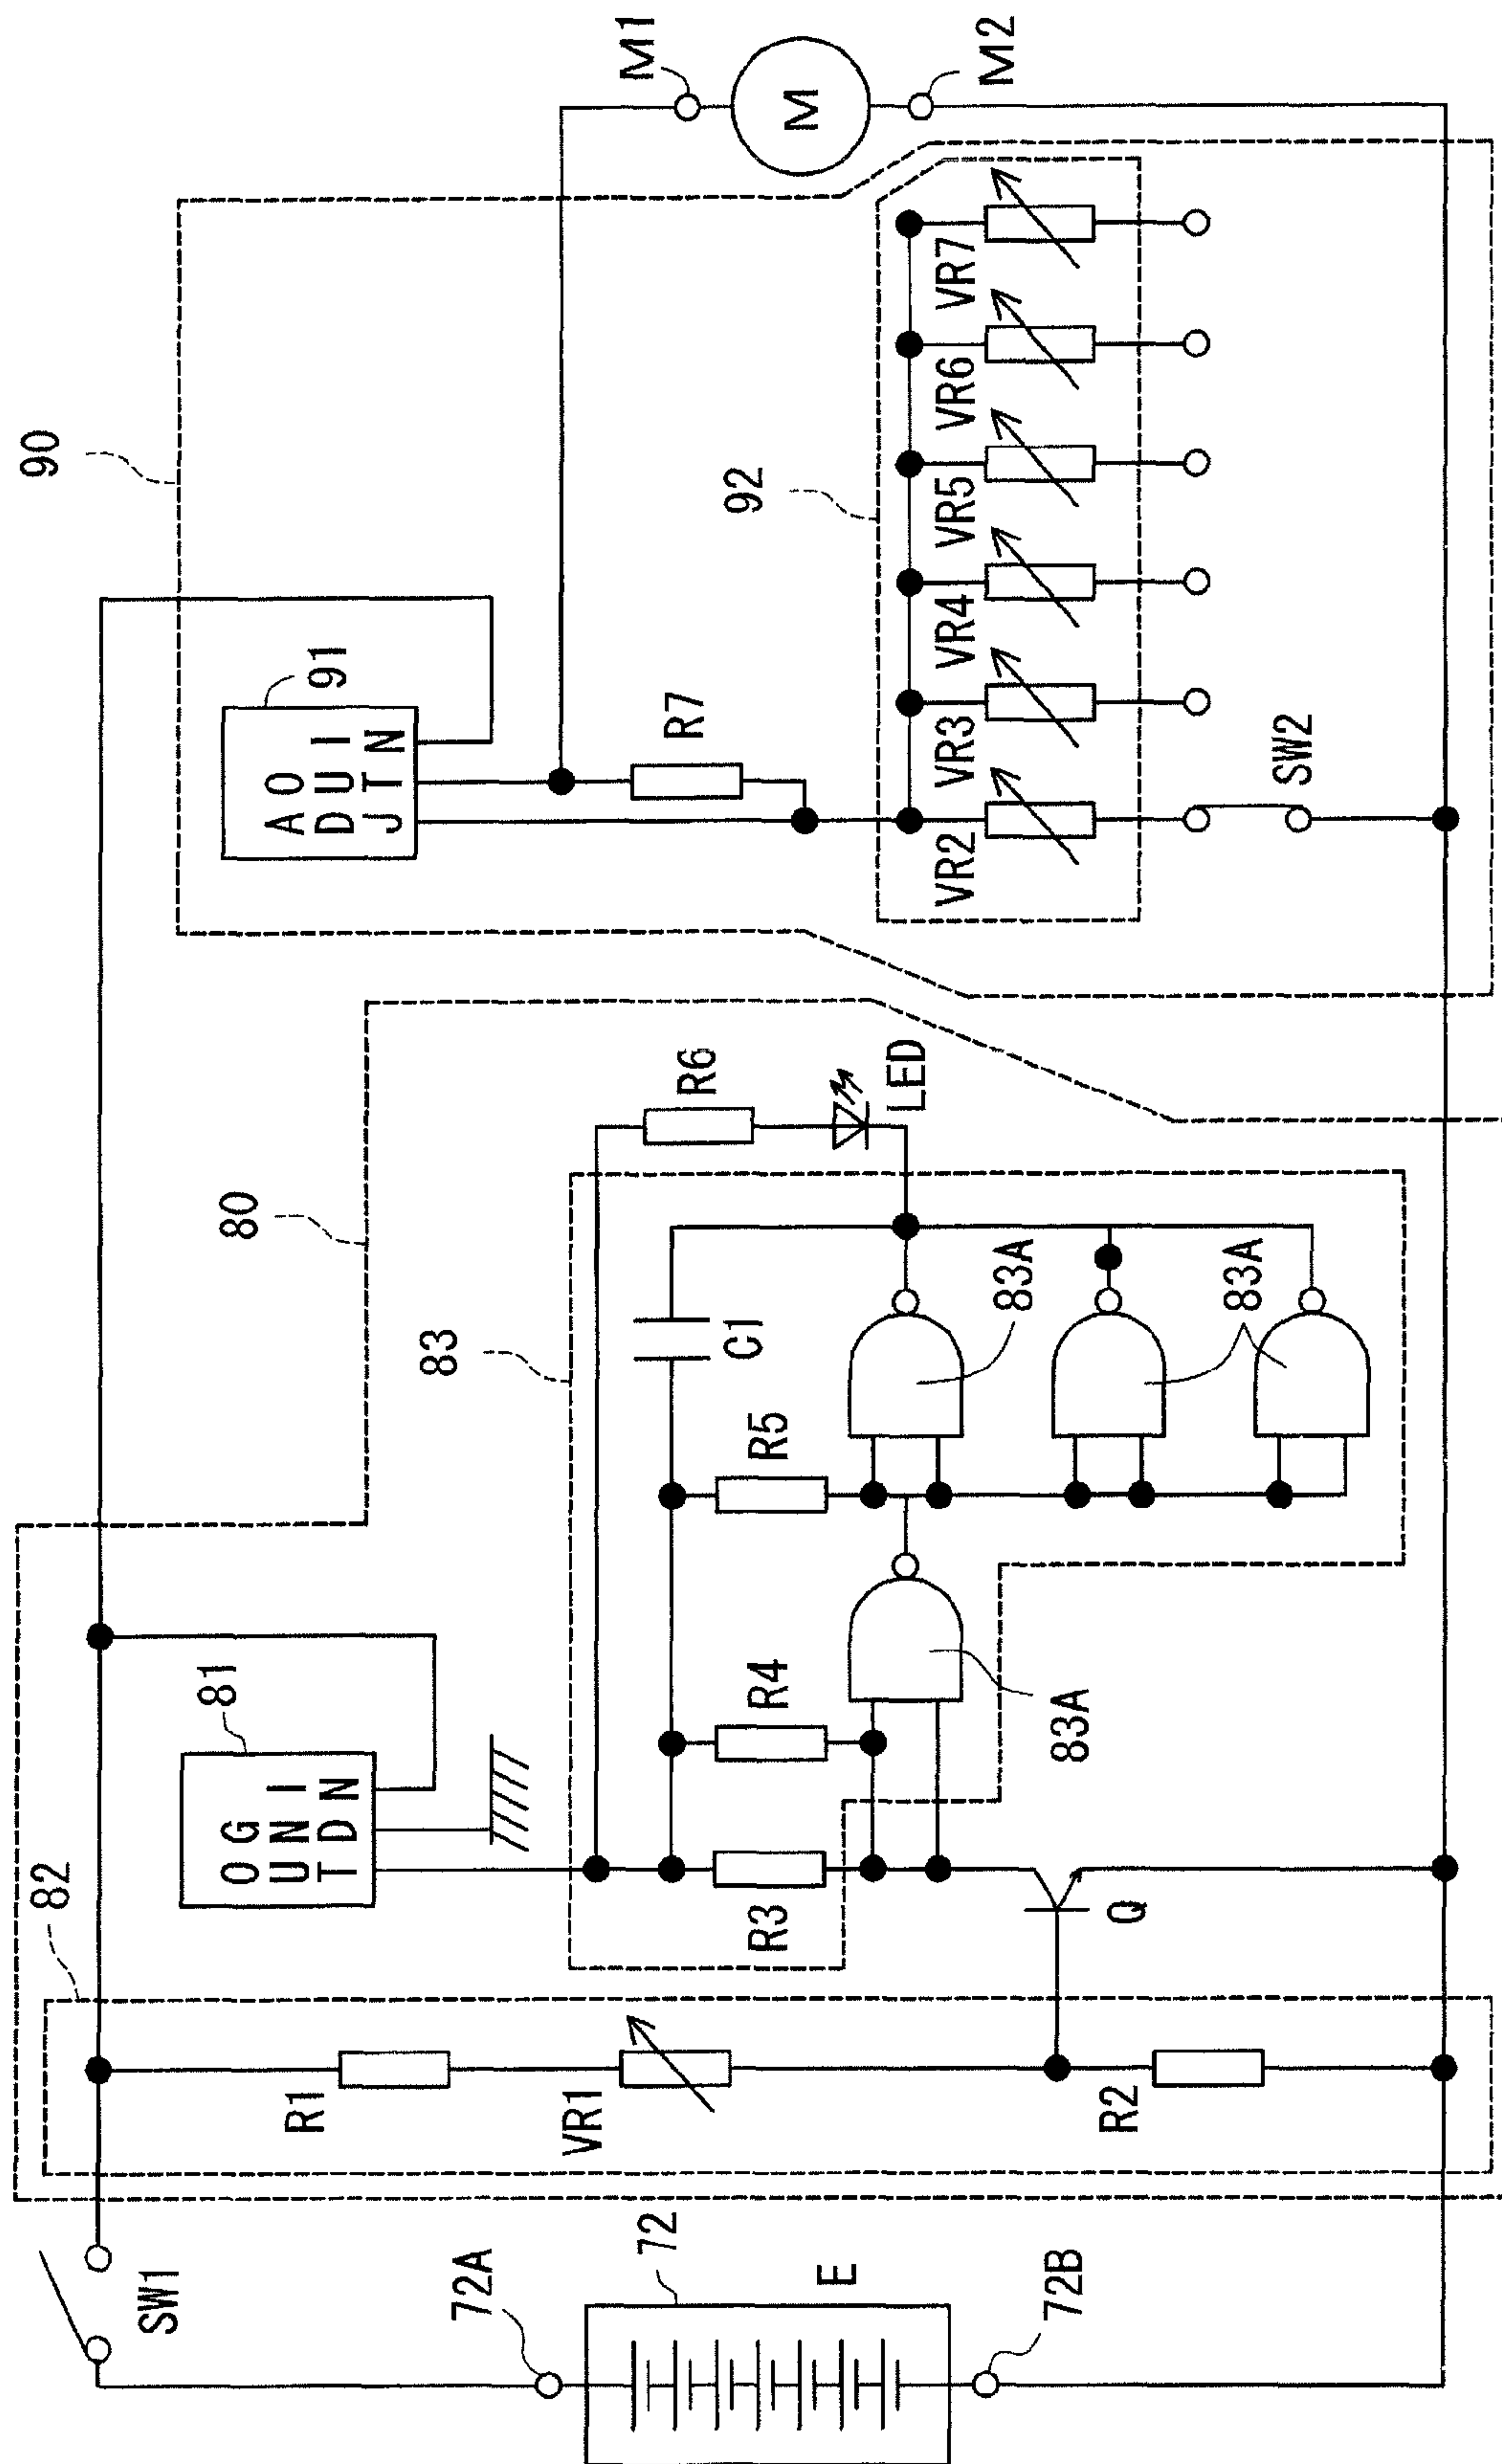 82
90
SW1
81
OUT
GND
IN
80
91
ADJ
OUT
IN
R1
83
72A
VR1
M1
72
R6
R7
C1
92
R3
R4
R5
M
E
LED
VR2
VR3
VR4
VR5
VR6
VR7
M2
83A
72B
83A
R2
Q
83A
SW2